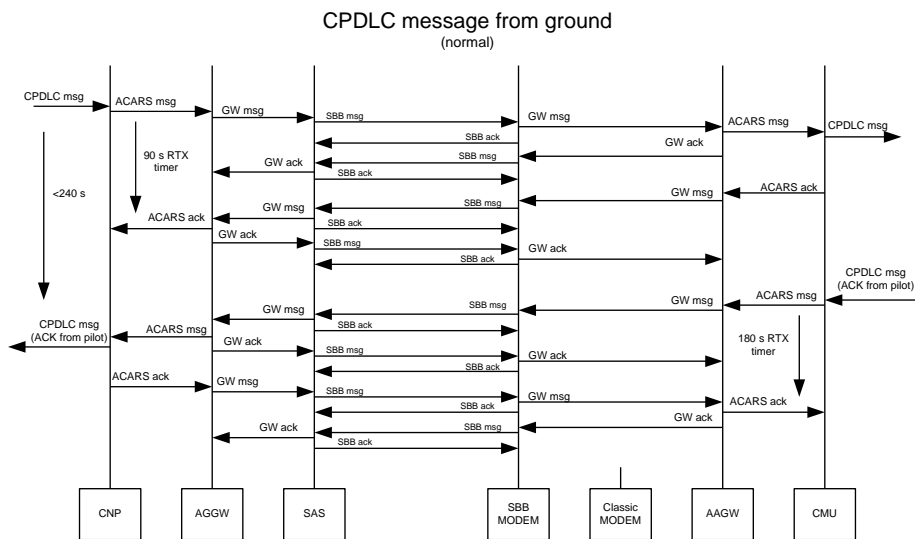 CPDLC message from ground
(normal)
CPDLC msg
ACARS msg
GW msg
SBB msg
GW msg
ACARS msg
CPDLC msg
SBB ack
GW ack
90 s RTX
timer
GW ack
SBB msg
SBB ack
<240 s
ACARS ack
GW msg
SBB msg
GW msg
ACARS ack
SBB ack
GW ack
SBB msg
GW ack
SBB ack
CPDLC msg
(ACK from pilot)
ACARS msg
GW msg
SBB msg
GW msg
CPDLC msg
(ACK from pilot)
ACARS msg
SBB ack
GW ack
SBB msg
GW ack
180 s RTX
timer
SBB ack
ACARS ack
GW msg
SBB msg
GW msg
ACARS ack
SBB ack
GW ack
GW ack
SBB msg
SBB ack
CNP
AGGW
SAS
SBB
MODEM
Classic
MODEM
AAGW
CMU